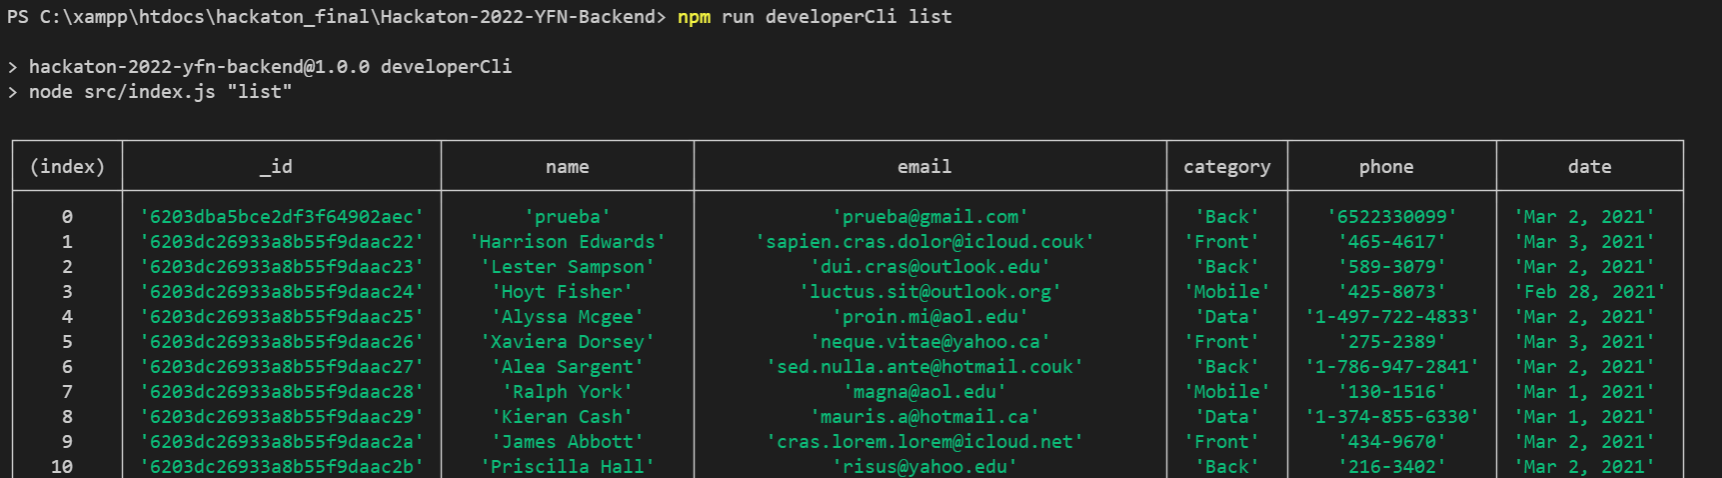 PS C:\xampp\htdocs\hackaton_final\Hackaton-2022-YFN-Backend> npm run developerCli list
> hackaton-2022-yfn-backend@1.0.0 developerCli
> node src/index.js "list"
(index) _id name email category phone date
0 '6203dba5bce2df3f64902aec' 'prueba' 'prueba@gmail.com' 'Back' '6522330099' 'Mar 2, 2021'
1 '6203dc26933a8b55f9daac22' 'Harrison Edwards' 'sapien.cras.dolor@icloud.couk' 'Front' '465-4617' 'Mar 3, 2021'
2 '6203dc26933a8b55f9daac23' 'Lester Sampson' 'dui.cras@outlook.edu' 'Back' '589-3079' 'Mar 2, 2021'
3 '6203dc26933a8b55f9daac24' 'Hoyt Fisher' 'luctus.sit@outlook.org' 'Mobile' '425-8073' 'Feb 28, 2021'
4 '6203dc26933a8b55f9daac25' 'Alyssa Mcgee' 'proin.mi@aol.edu' 'Data' '1-497-722-4833' 'Mar 2, 2021'
5 '6203dc26933a8b55f9daac26' 'Xaviera Dorsey' 'neque.vitae@yahoo.ca' 'Front' '275-2389' 'Mar 3, 2021'
6 '6203dc26933a8b55f9daac27' 'Alea Sargent' 'sed.nulla.ante@hotmail.couk' 'Back' '1-786-947-2841' 'Mar 2, 2021'
7 '6203dc26933a8b55f9daac28' 'Ralph York' 'magna@aol.edu' 'Mobile' '130-1516' 'Mar 1, 2021'
8 '6203dc26933a8b55f9daac29' 'Kieran Cash' 'mauris.a@hotmail.ca' 'Data' '1-374-855-6330' 'Mar 1, 2021'
9 '6203dc26933a8b55f9daac2a' 'James Abbott' 'cras.lorem.lorem@icloud.net' 'Front' '434-9670' 'Mar 2, 2021'
10 '6203dc26933a8b55f9daac2b' 'Priscilla Hall' 'risus@yahoo.edu' 'Back' '216-3402' 'Mar 2, 2021'